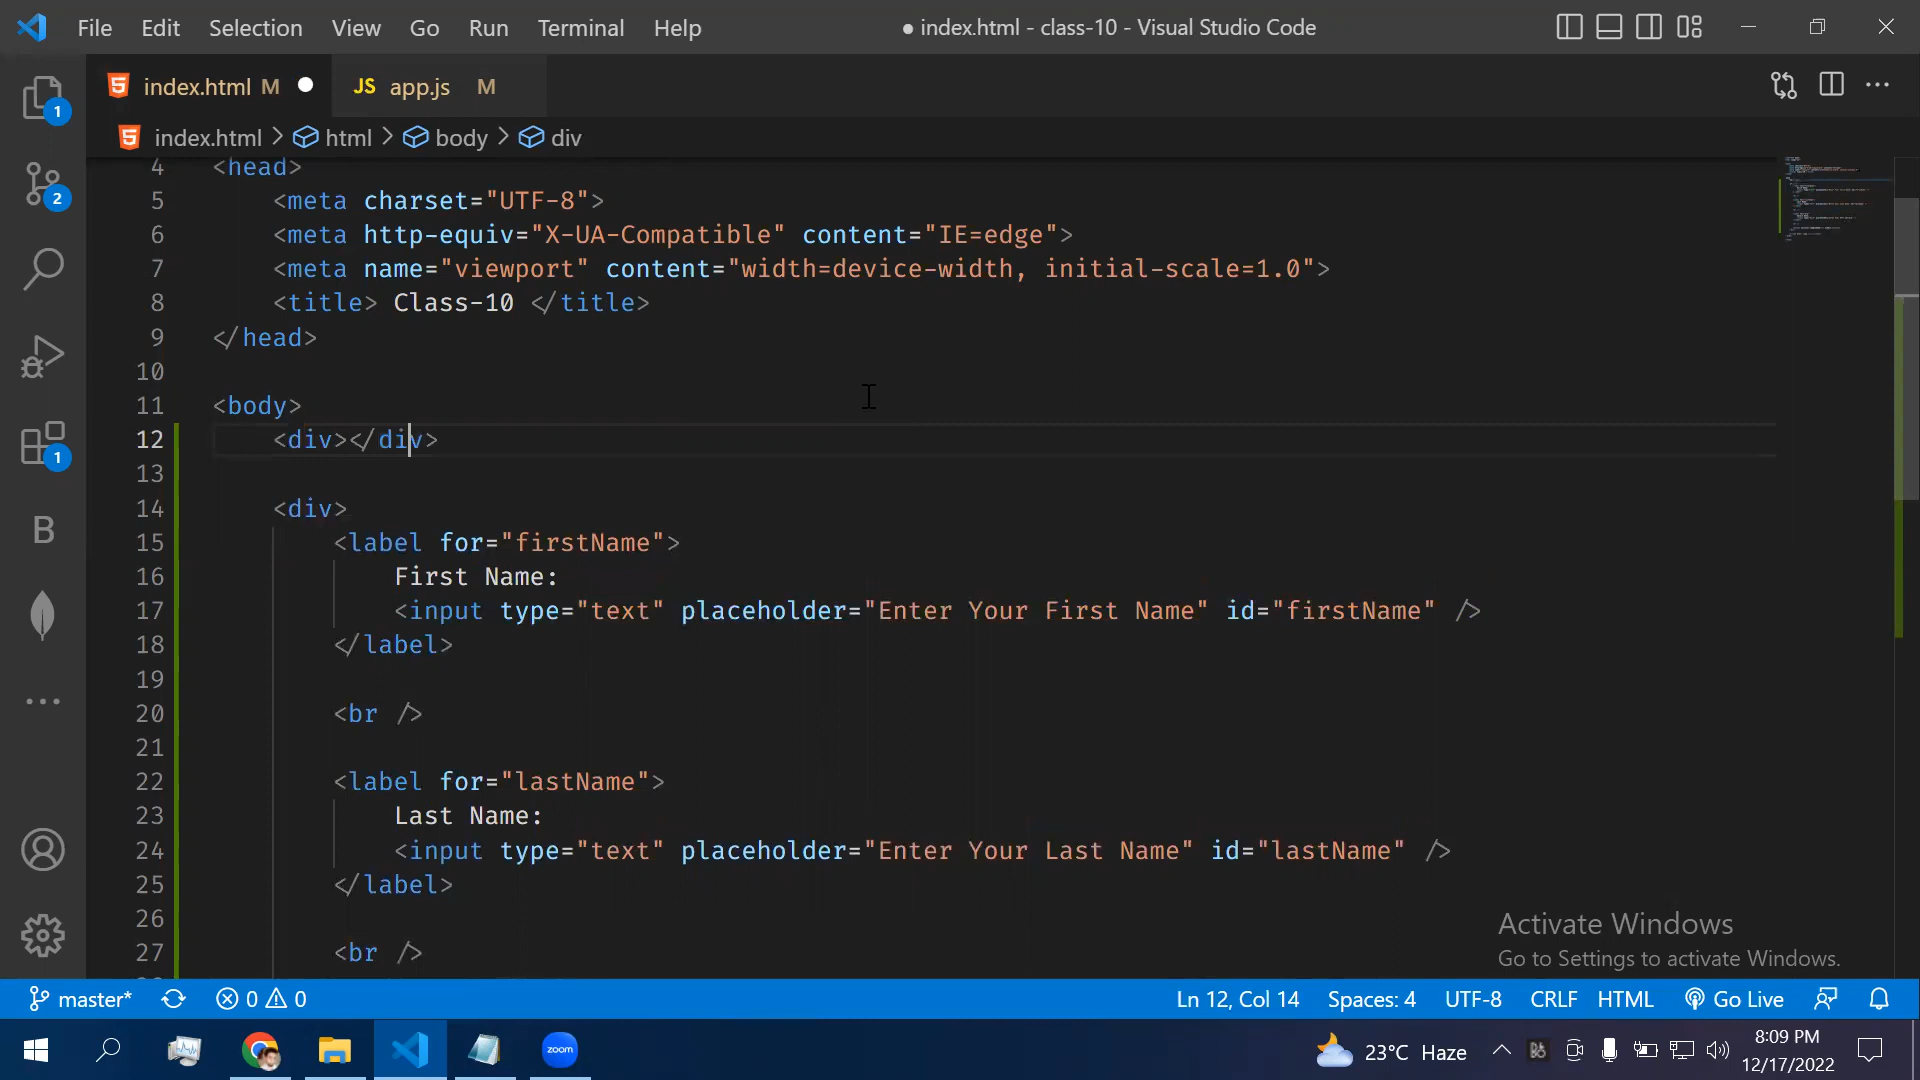 File Edit Selection View Go Run Terminal Help ● index.html - class-10 - Visual Studio Code
index.html M JS app.js M
index.html > html > body > div
1
2
1
B
4 <head>
5 <meta charset="UTF-8">
6 <meta http-equiv="X-UA-Compatible" content="IE=edge">
7 <meta name="viewport" content="width=device-width, initial-scale=1.0">
8 <title> Class-10 </title>
9 </head>
10
11 <body>
12 <div></div>
13
14 <div>
15 <label for="firstName">
16 First Name:
17 <input type="text" placeholder="Enter Your First Name" id="firstName" />
18 </label>
19
20 <br />
21
22 <label for="lastName">
23 Last Name:
24 <input type="text" placeholder="Enter Your Last Name" id="lastName" />
25 </label>
26
27 <br />
Activate Windows
Go to Settings to activate Windows.
master* 0 0 Ln 12, Col 14 Spaces: 4 UTF-8 CRLF HTML Go Live
zoom 23°C Haze 8:09 PM
12/17/2022